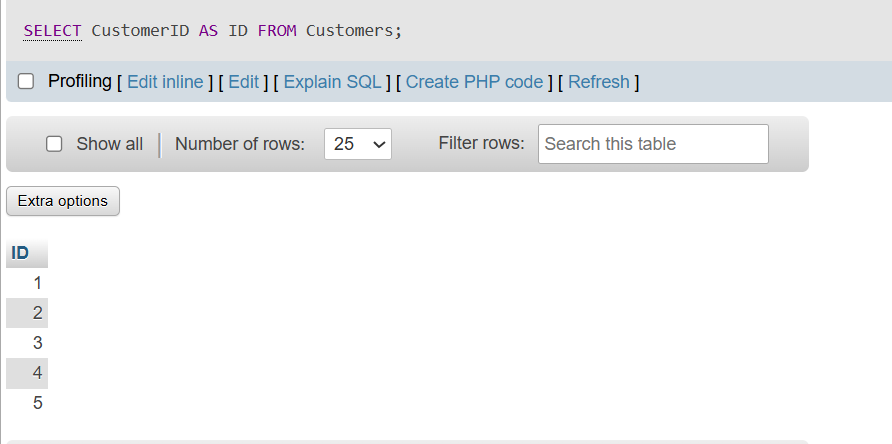 SELECT CustomerID AS ID FROM Customers;
Profiling [ Edit inline ] [ Edit ] [ Explain SQL ] [ Create PHP code ] [ Refresh ]
Show all Number of rows: 25 Filter rows: Search this table
Extra options
ID
1
2
3
4
5